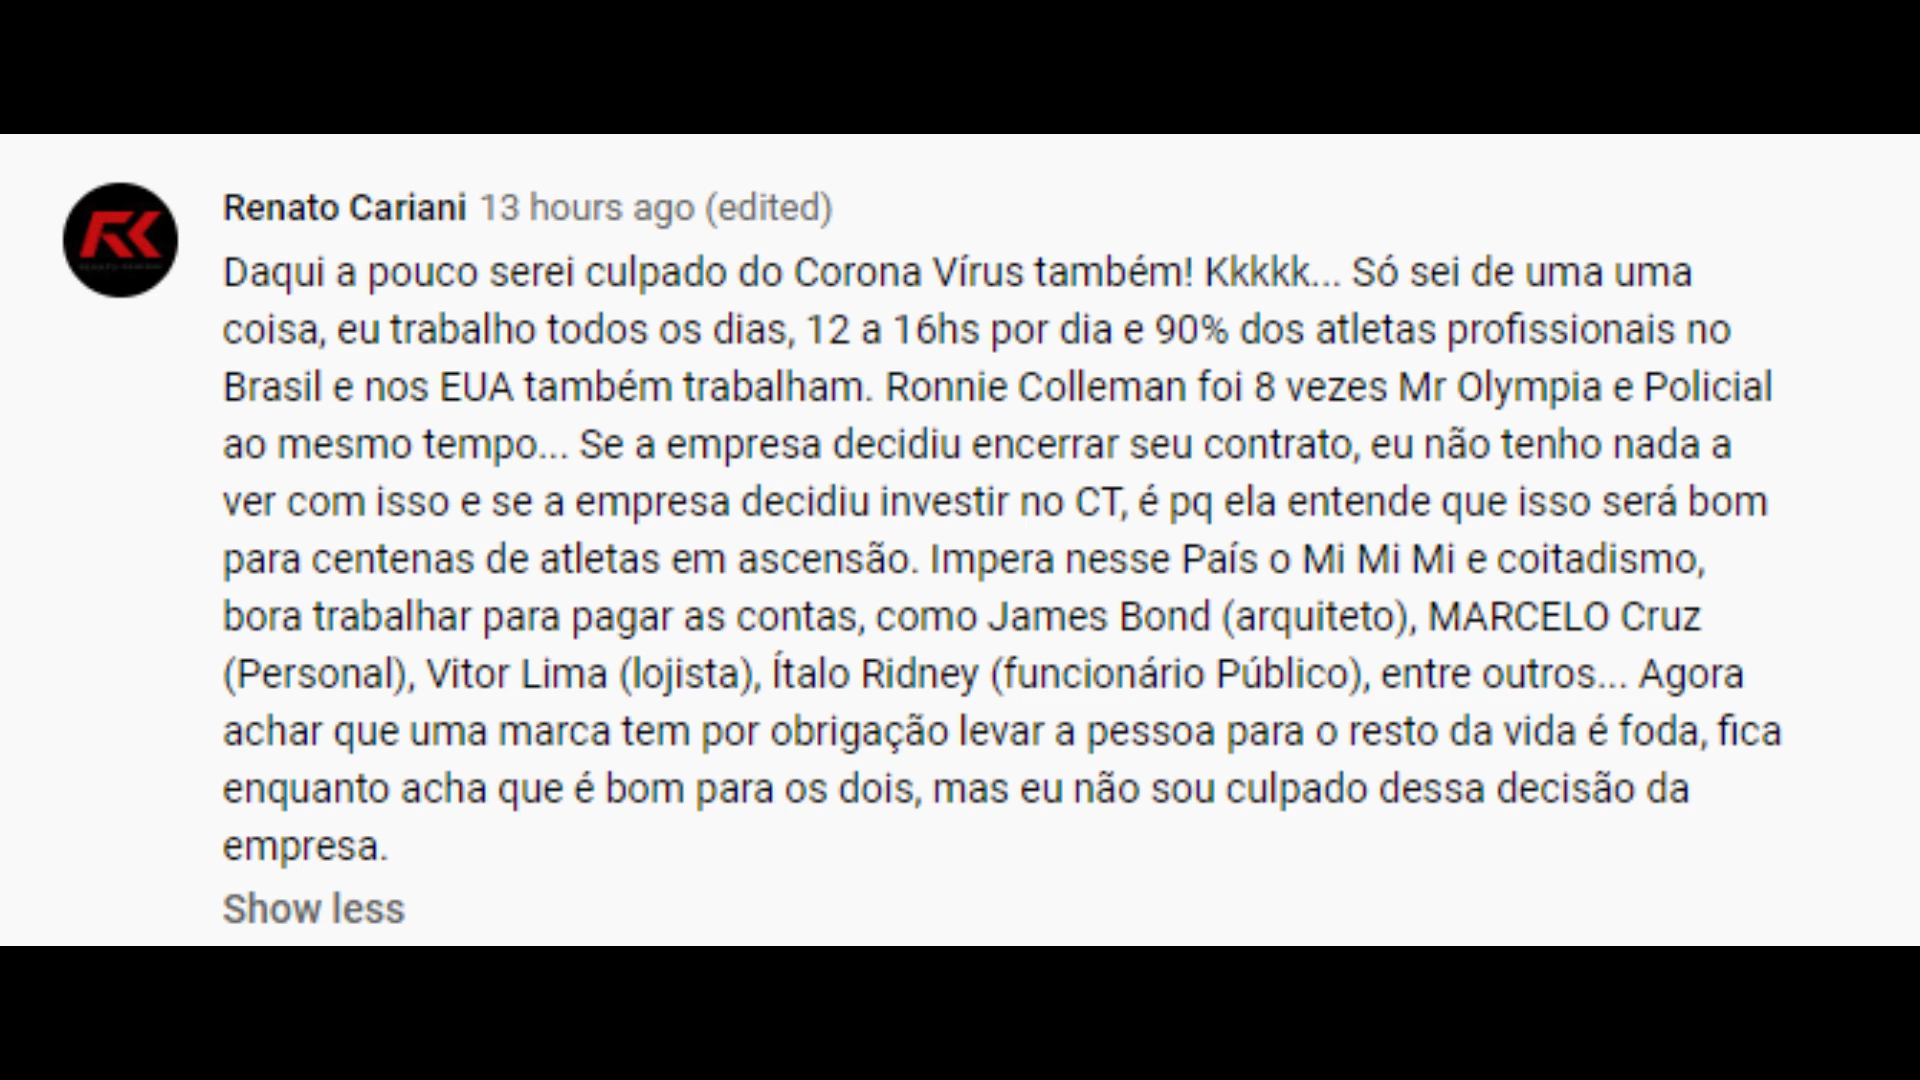 Renato Cariani 13 hours ago (edited)
Daqui a pouco serei culpado do Corona Vírus também! Kkkkk... Só sei de uma uma
coisa, eu trabalho todos os dias, 12 a 16hs por dia e 90% dos atletas profissionais no
Brasil e nos EUA também trabalham. Ronnie Colleman foi 8 vezes Mr Olympia e Policial
ao mesmo tempo... Se a empresa decidiu encerrar seu contrato, eu não tenho nada a
ver com isso e se a empresa decidiu investir no CT, é pq ela entende que isso será bom
para centenas de atletas em ascensão. Impera nesse País o Mi Mi Mi e coitadismo,
bora trabalhar para pagar as contas, como James Bond (arquiteto), MARCELO Cruz
(Personal), Vitor Lima (lojista), Ítalo Ridney (funcionário Público), entre outros... Agora
achar que uma marca tem por obrigação levar a pessoa para o resto da vida é foda, fica
enquanto acha que é bom para os dois, mas eu não sou culpado dessa decisão da
empresa.
Show less